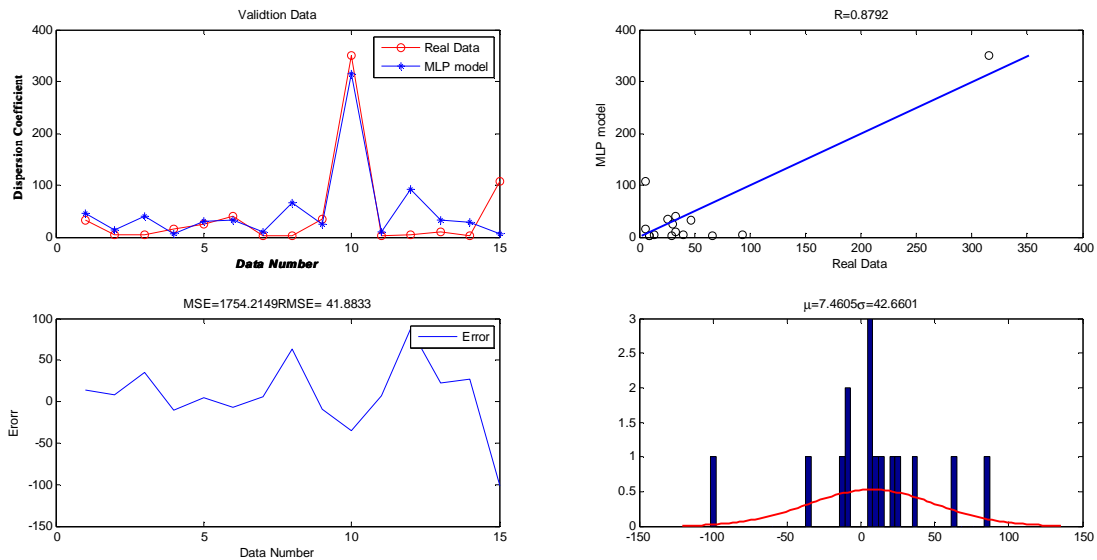 Validtion Data
400
300
200
100
0
0 5 10 15
Dispersion Coefficient
Data Number
Real Data
MLP model
R=0.8792
400
300
200
100
0
0 50 100 150 200 250 300 350 400
MLP model
Real Data
MSE=1754.2149RMSE= 41.8833
100
50
0
-50
-100
-150
0 5 10 15
Erorr
Data Number
Error
μ=7.4605σ=42.6601
3
2.5
2
1.5
1
0.5
0
-150 -100 -50 0 50 100 150